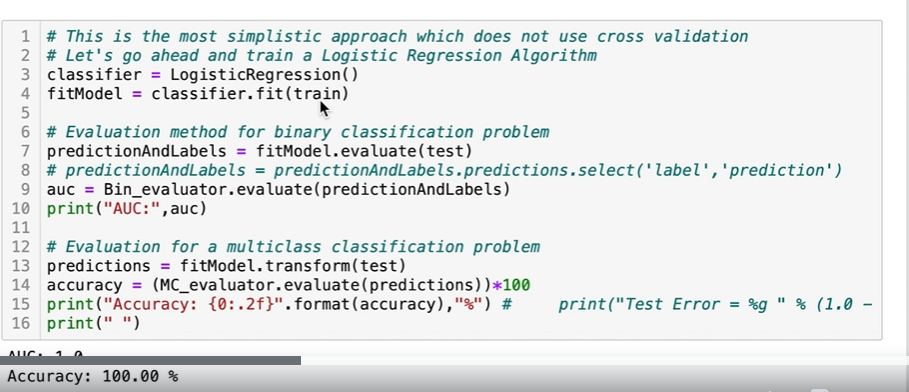 1 # This is the most simplistic approach which does not use cross validation
2 # Let's go ahead and train a Logistic Regression Algorithm
3 classifier = LogisticRegression()
4 fitModel = classifier.fit(train)
5
6 # Evaluation method for binary classification problem
7 predictionAndLabels = fitModel.evaluate(test)
8 # predictionAndLabels = predictionAndLabels.predictions.select('label','prediction')
9 auc = Bin_evaluator.evaluate(predictionAndLabels)
10 print("AUC:",auc)
11
12 # Evaluation for a multiclass classification problem
13 predictions = fitModel.transform(test)
14 accuracy = (MC_evaluator.evaluate(predictions))*100
15 print("Accuracy: {0:.2f}".format(accuracy),"%") #     print("Test Error = %g " % (1.0 -
16 print(" ")
AUC: 1.0
Accuracy: 100.00 %